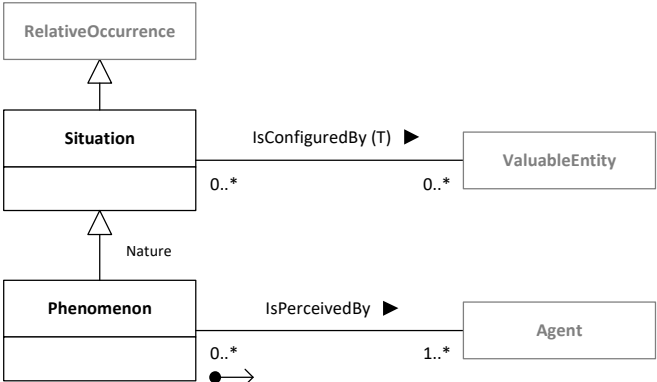 RelativeOccurrence
Situation
IsConfiguredBy (T) ►
ValuableEntity
0..*
0..*
Nature
Phenomenon
IsPerceivedBy ►
Agent
0..*
1..*